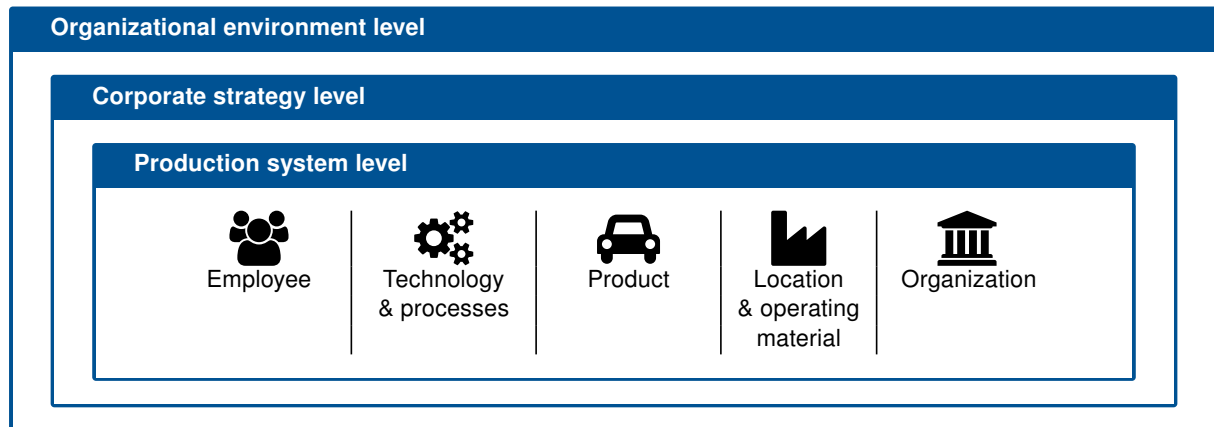 Organizational environment level
Corporate strategy level
Production system level
Employee
Technology
& processes
Product
Location
& operating
material
Organization